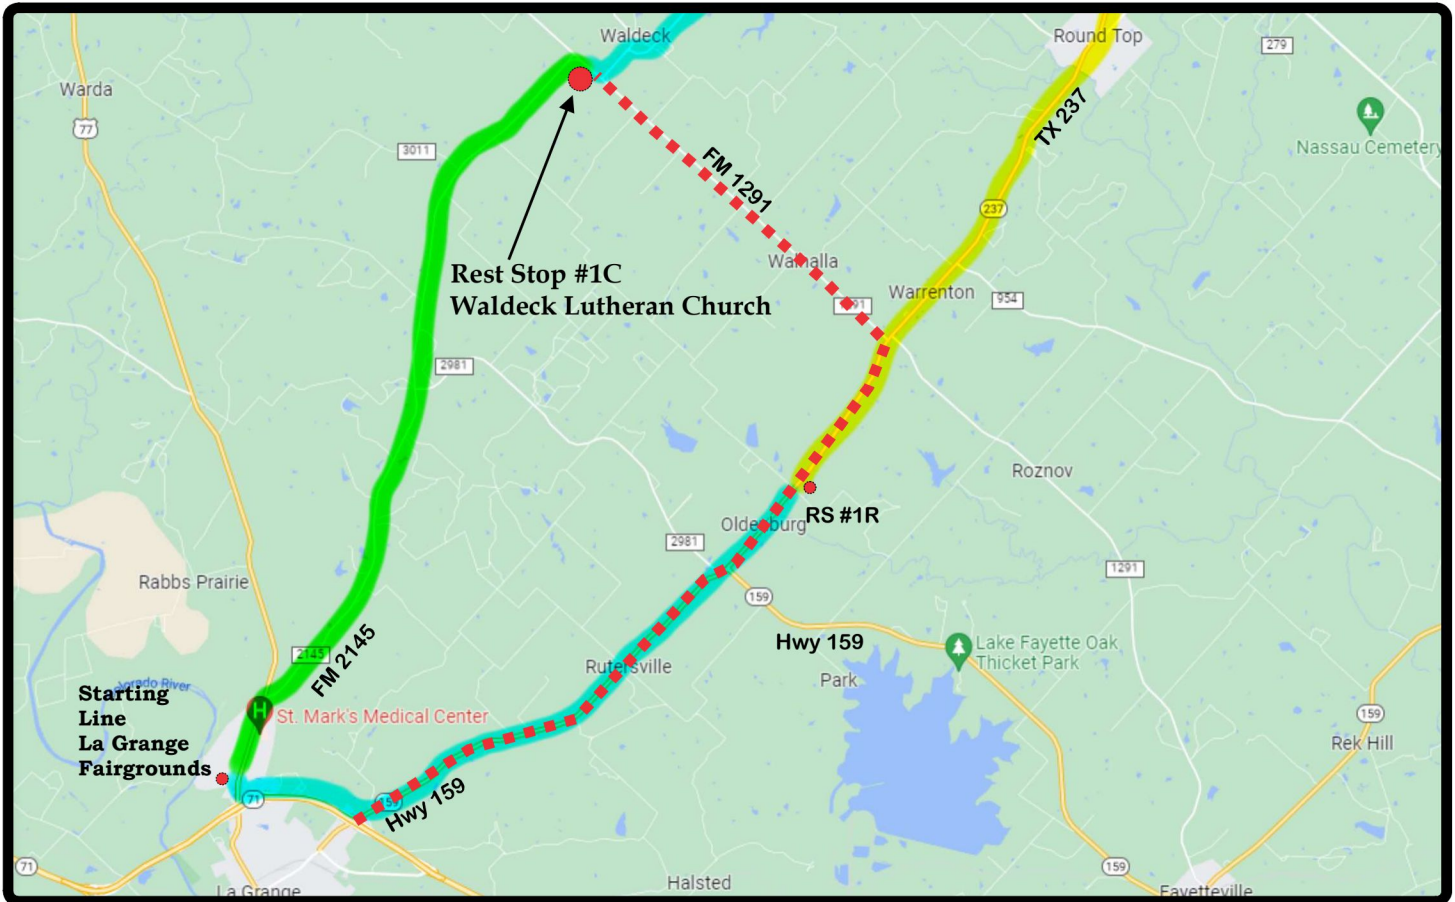 Waldeck
Round Top
279
Warda
77
TX 237
Nassau Cemetery
3011
FM 1291
237
Rest Stop #1C
Waldeck Lutheran Church
Walhalla
Warrenton
954
2981
Roznov
RS #1R
Oldenburg
2981
1291
159
Rabbs Prairie
Hwy 159
Lake Fayette Oak
Thicket Park
2145
FM 2145
Rutersville
Park
Starting
Line
La Grange
Fairgrounds
H
St. Mark's Medical Center
159
Rek Hill
71
159
Hwy 159
71
159
Halsted
La Grange
Fayetteville